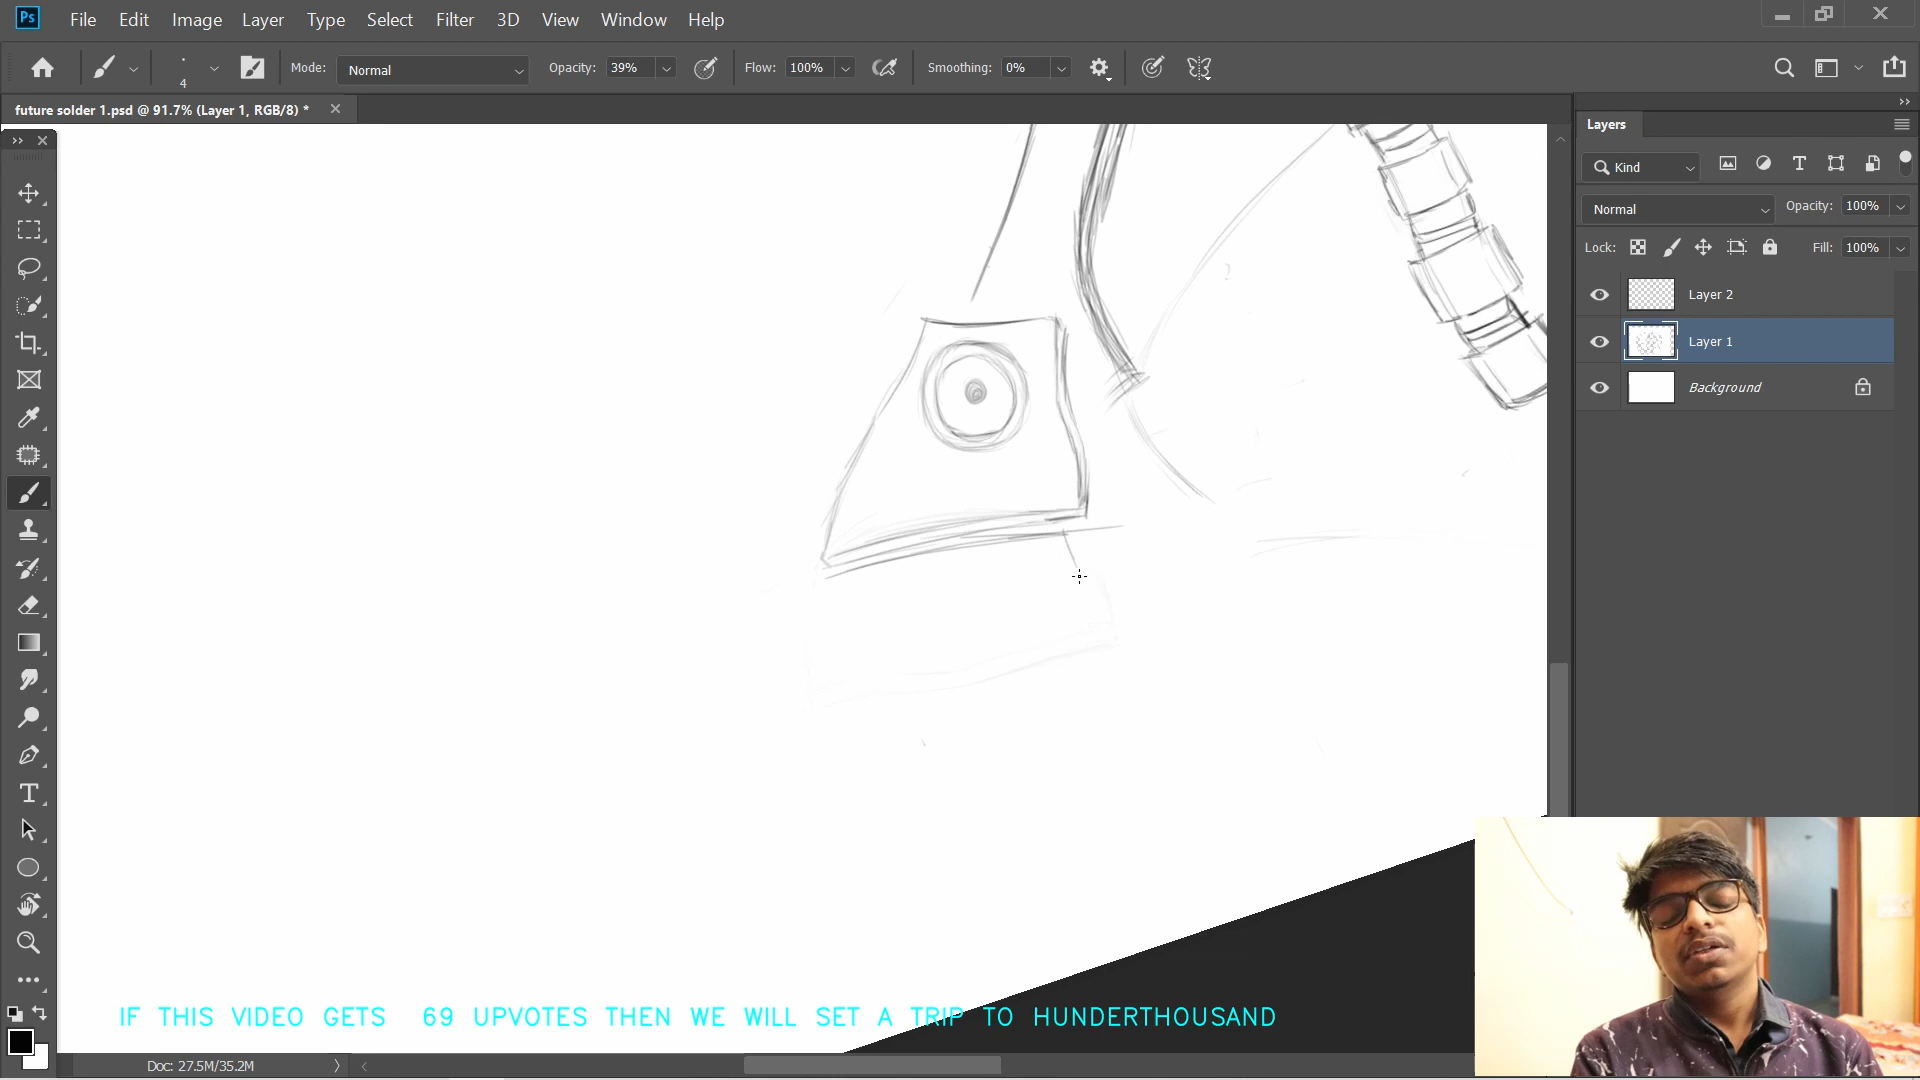 Ps File Edit Image Layer Type Select Filter 3D View Window Help
4 Mode: Normal Opacity: 39% Flow: 100% Smoothing: 0%
future solder 1.psd @ 91.7% (Layer 1, RGB/8) *
Layers
Kind
Normal Opacity: 100%
Lock: Fill: 100%
Layer 2
Layer 1
Background
IF THIS VIDEO GETS 69 UPVOTES THEN WE WILL SET A TRIP TO HUNDERTHOUSAND
Doc: 27.5M/35.2M